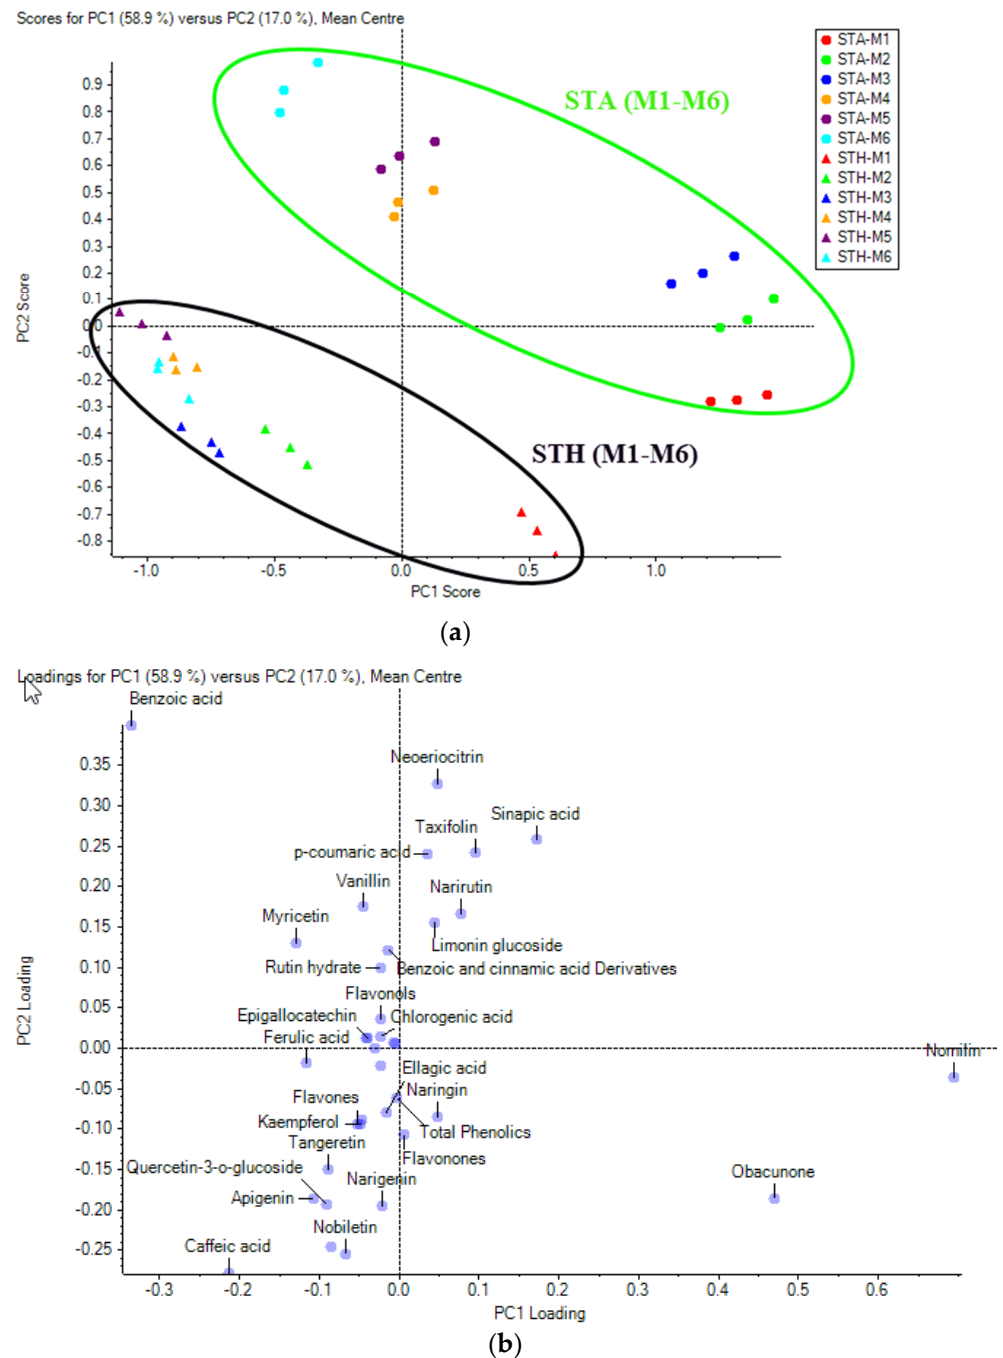 Scores for PC1 (58.9 %) versus PC2 (17.0 %), Mean Centre
STA-M1
STA-M2
STA-M3
STA-M4
STA-M5
STA-M6
STH-M1
STH-M2
STH-M3
STH-M4
STH-M5
STH-M6
STA (M1-M6)
STH (M1-M6)
PC2 Score
0.9
0.8
0.7
0.6
0.5
0.4
0.3
0.2
0.1
0.0
-0.1
-0.2
-0.3
-0.4
-0.5
-0.6
-0.7
-0.8
-1.0
-0.5
0.0
0.5
1.0
PC1 Score
(a)
Loadings for PC1 (58.9 %) versus PC2 (17.0 %), Mean Centre
Benzoic acid
Neoeriocitrin
Sinapic acid
Taxifolin
p-coumaric acid
Vanillin
Narirutin
Myricetin
Limonin glucoside
Rutin hydrate
Benzoic and cinnamic acid Derivatives
Flavonols
Epigallocatechin
Chlorogenic acid
Ferulic acid
Nomilin
Ellagic acid
Flavones
Naringin
Kaempferol
Total Phenolics
Tangeretin
Flavonones
Quercetin-3-o-glucoside
Narigenin
Obacunone
Apigenin
Nobiletin
Caffeic acid
PC2 Loading
0.35
0.30
0.25
0.20
0.15
0.10
0.05
0.00
-0.05
-0.10
-0.15
-0.20
-0.25
-0.3
-0.2
-0.1
0.0
0.1
0.2
0.3
0.4
0.5
0.6
PC1 Loading
(b)